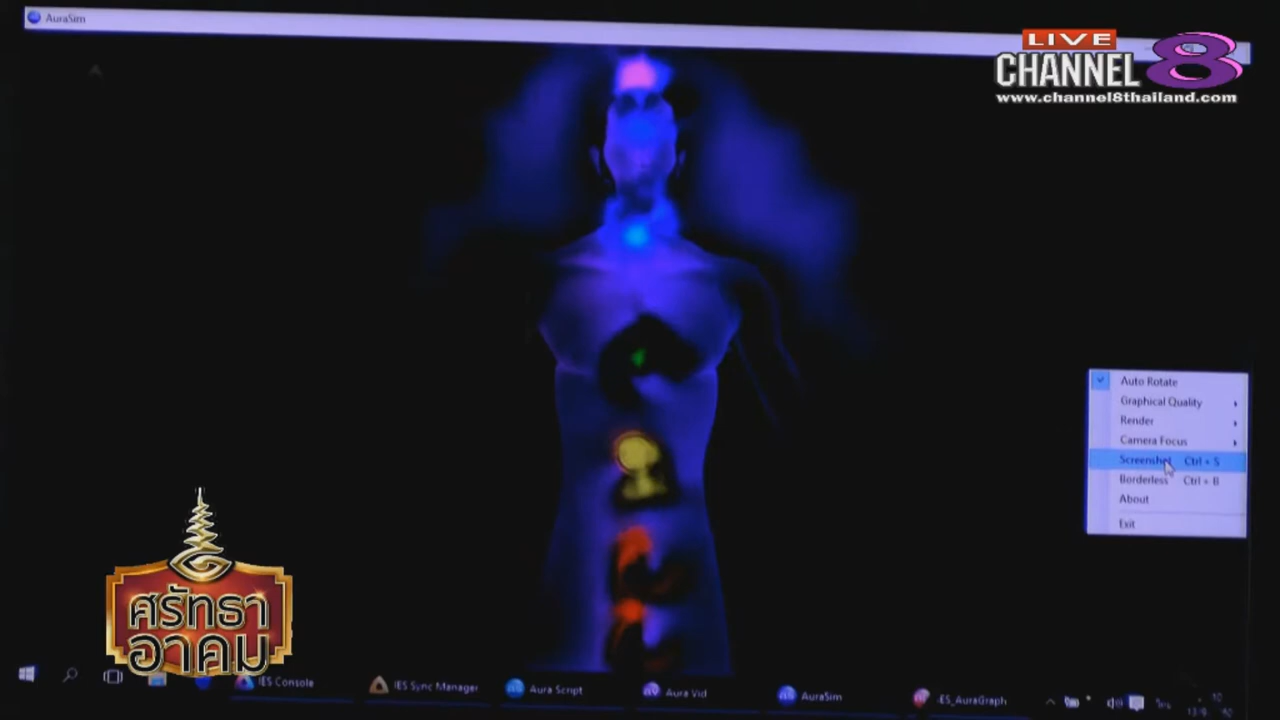 AuraSim
LIVE
CHANNEL 8
www.channel8thailand.com
Auto Rotate
Graphical Quality
Render
Camera Focus
Screenshot Ctrl + S
Borderless Ctrl + B
About
Exit
ศรัทธา
อาคม
IES Console
IES Sync Manager
Aura Script
Aura Vid
AuraSim
IES_AuraGraph